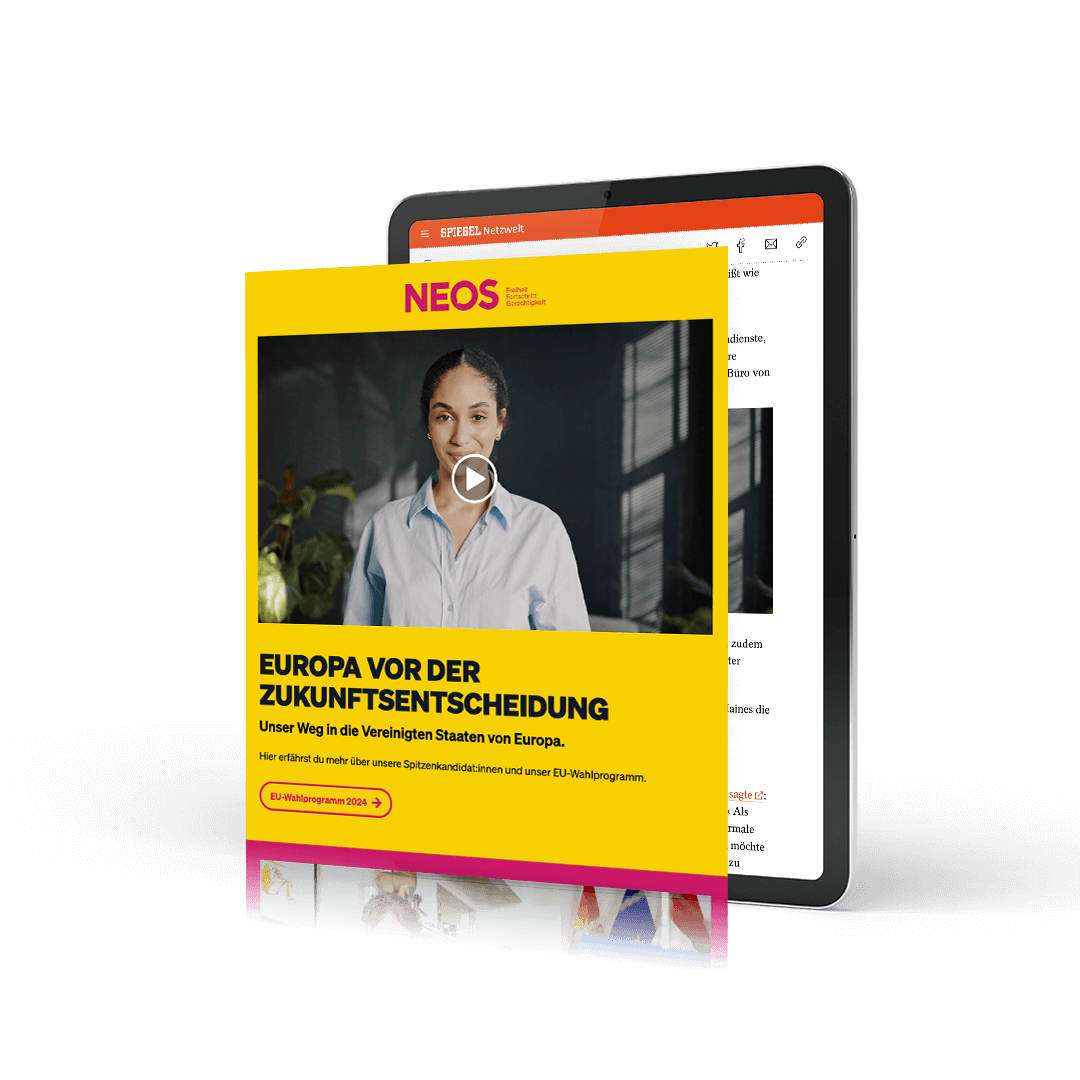 SPIEGEL Netzwelt
ißt wie
NEOS
Freiheit
Fortschritt
Gerechtigkeit
dienste,
re
Büro von
EUROPA VOR DER
ZUKUNFTSENTSCHEIDUNG
Unser Weg in die Vereinigten Staaten von Europa.
Hier erfährst du mehr über unsere Spitzenkandidat:innen und unser EU-Wahlprogramm.
EU-Wahlprogramm 2024
zudem
ter
aines die
sagte :
Als
rmale
möchte
zu